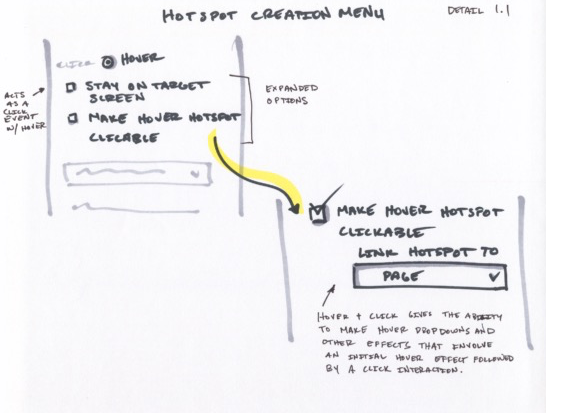 HOTSPOT CREATION MENU
DETAIL 1.1
CLICK HOVER
STAY ON TARGET
SCREEN
MAKE HOVER HOTSPOT
CLICKABLE
ACTS
AS A
CLICK
EVENT
W/ HOVER
EXPANDED
OPTIONS
MAKE HOVER HOTSPOT
CLICKABLE
LINK HOTSPOT TO
PAGE
HOVER + CLICK GIVES THE ABILITY
TO MAKE HOVER DROPDOWNS AND
OTHER EFFECTS THAT INVOLVE
AN INITIAL HOVER EFFECT FOLLOWED
BY A CLICK INTERACTION.